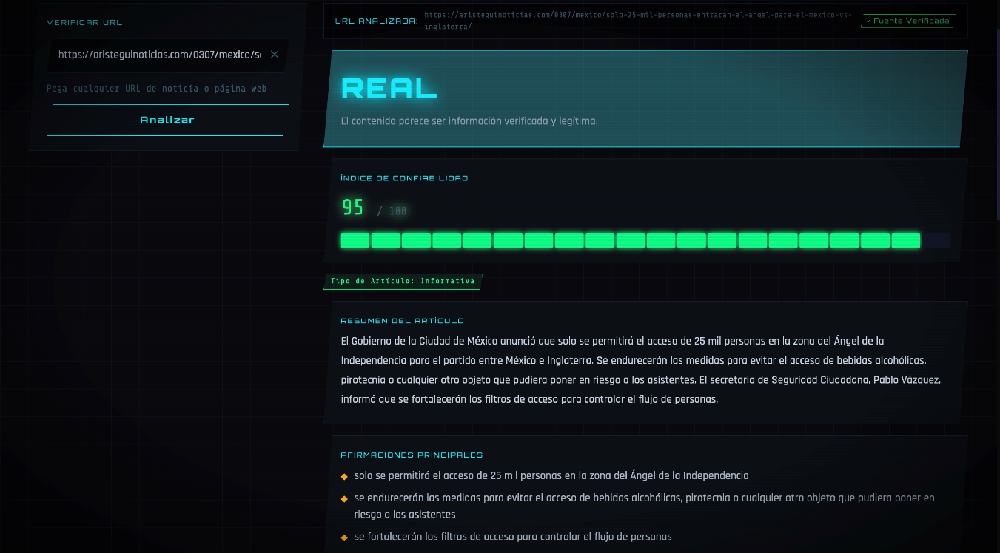 VERIFICAR URL
https://aristeguinoticias.com/0307/mexico/so
Pega cualquier URL de noticia o página web
Analizar
URL ANALIZADA:
https://aristeguinoticias.com/0307/mexico/solo-25-mil-personas-entraran-al-angel-para-el-mexico-vs-
inglaterra/
✓ Fuente Verificada
REAL
El contenido parece ser información verificada y legítima.
ÍNDICE DE CONFIABILIDAD
95 / 100
Tipo de Artículo: Informativa
RESUMEN DEL ARTÍCULO
El Gobierno de la Ciudad de México anunció que solo se permitirá el acceso de 25 mil personas en la zona del Ángel de la
Independencia para el partido entre México e Inglaterra. Se endurecerán las medidas para evitar el acceso de bebidas alcohólicas,
pirotecnia o cualquier otro objeto que pudiera poner en riesgo a los asistentes. El secretario de Seguridad Ciudadana, Pablo Vázquez,
informó que se fortalecerán los filtros de acceso para controlar el flujo de personas.
AFIRMACIONES PRINCIPALES
◆ solo se permitirá el acceso de 25 mil personas en la zona del Ángel de la Independencia
◆ se endurecerán las medidas para evitar el acceso de bebidas alcohólicas, pirotecnia o cualquier otro objeto que pudiera poner en
riesgo a los asistentes
◆ se fortalecerán los filtros de acceso para controlar el flujo de personas